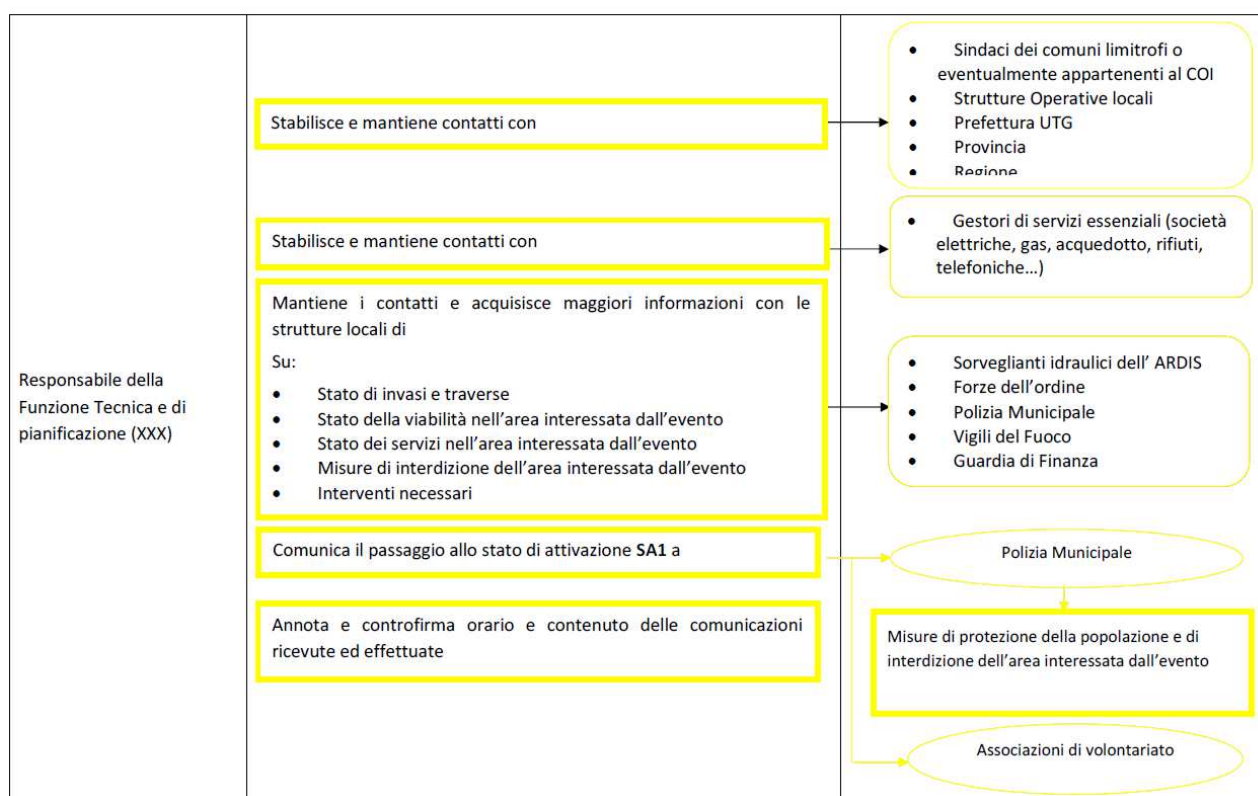 Responsabile della
Funzione Tecnica e di
pianificazione (XXX)
Stabilisce e mantiene contatti con
• Sindaci dei comuni limitrofi o
eventualmente appartenenti al COI
• Strutture Operative locali
• Prefettura UTG
• Provincia
• Regione
Stabilisce e mantiene contatti con
• Gestori di servizi essenziali (società
elettriche, gas, acquedotto, rifiuti,
telefoniche…)
Mantiene i contatti e acquisisce maggiori informazioni con le
strutture locali di
Su:
• Stato di invasi e traverse
• Stato della viabilità nell’area interessata dall’evento
• Stato dei servizi nell’area interessata dall’evento
• Misure di interdizione dell’area interessata dall’evento
• Interventi necessari
• Sorveglianti idraulici dell’ ARDIS
• Forze dell’ordine
• Polizia Municipale
• Vigili del Fuoco
• Guardia di Finanza
Comunica il passaggio allo stato di attivazione SA1 a
Polizia Municipale
Misure di protezione della popolazione e di
interdizione dell’area interessata dall’evento
Associazioni di volontariato
Annota e controfirma orario e contenuto delle comunicazioni
ricevute ed effettuate